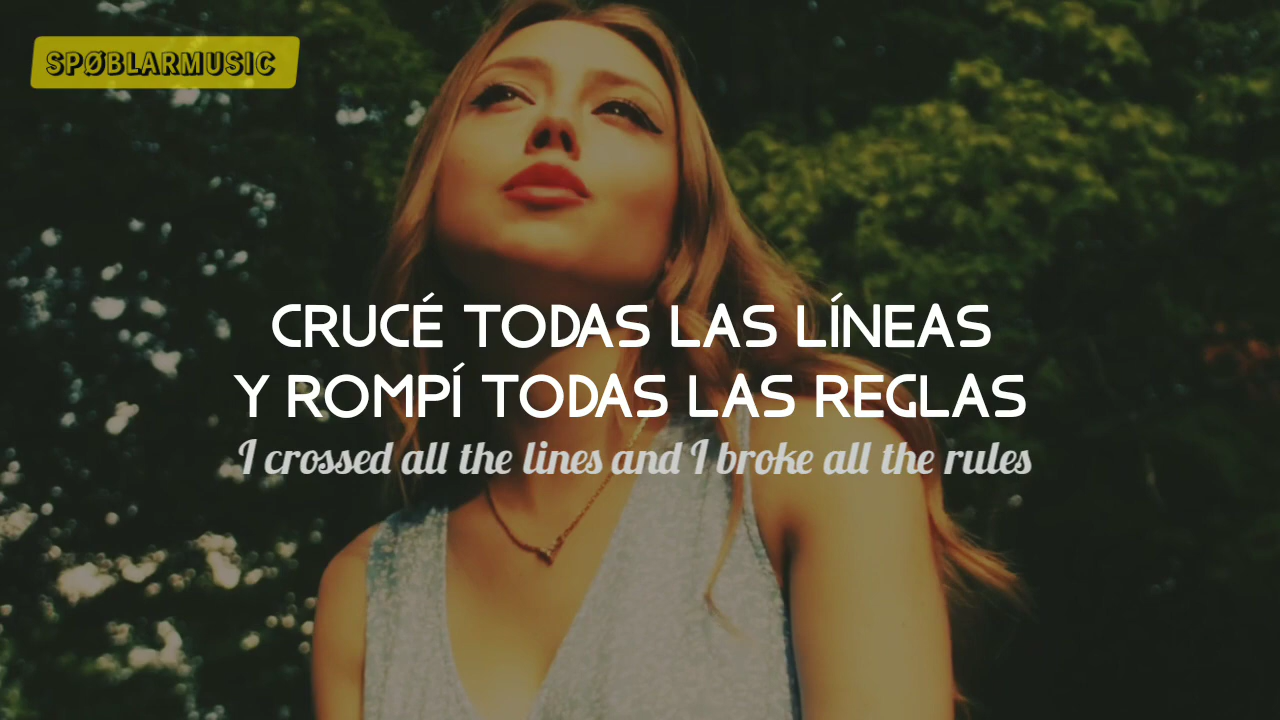 SPØBLARMUSIC
CRUCÉ TODAS LAS LÍNEAS
Y ROMPÍ TODAS LAS REGLAS
I crossed all the lines and I broke all the rules